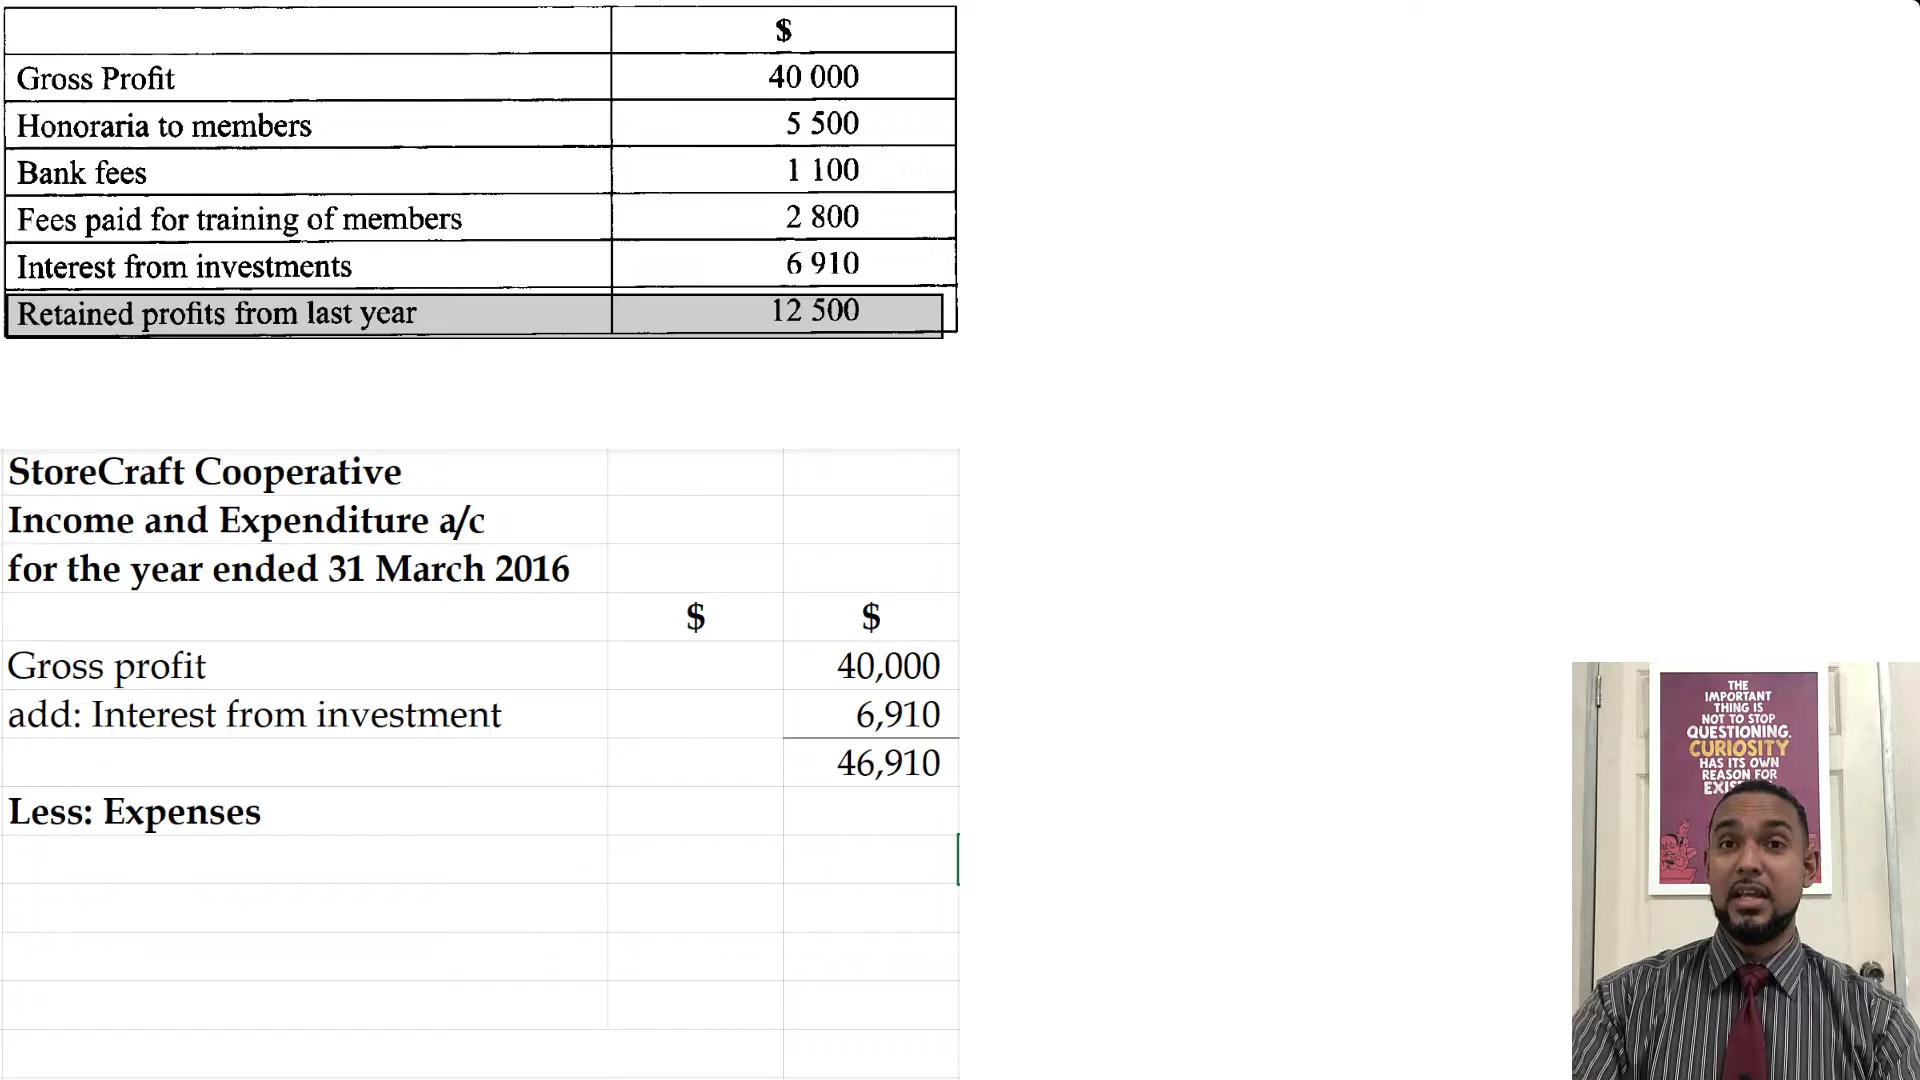 $
Gross Profit 40 000
Honoraria to members 5 500
Bank fees 1 100
Fees paid for training of members 2 800
Interest from investments 6 910
Retained profits from last year 12 500
StoreCraft Cooperative
Income and Expenditure a/c
for the year ended 31 March 2016
$ $
Gross profit 40,000
add: Interest from investment 6,910
46,910
Less: Expenses
THE
IMPORTANT
THING IS
NOT TO STOP
QUESTIONING.
CURIOSITY
HAS ITS OWN
REASON FOR